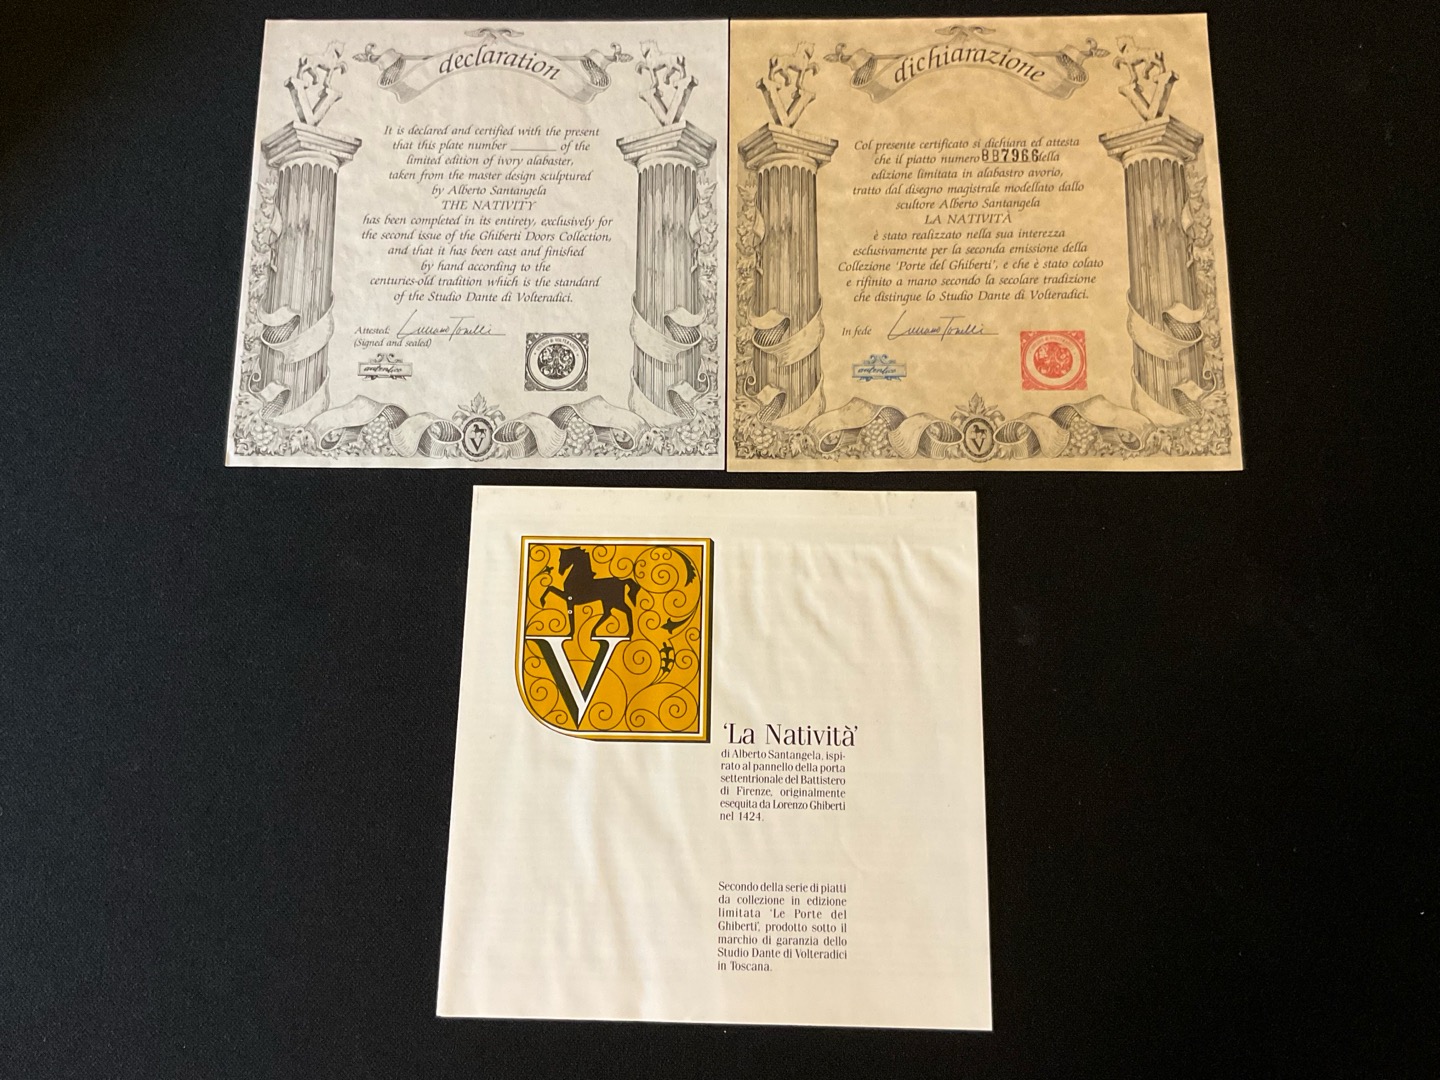 declaration
It is declared and certified with the present
that this plate number ______ of the
limited edition of ivory alabaster,
taken from the master design sculptured
by Alberto Santangela
THE NATIVITY
has been completed in its entirety, exclusively for
the second issue of the Ghiberti Doors Collection,
and that it has been cast and finished
by hand according to the
centuries-old tradition which is the standard
of the Studio Dante di Volteradici.
Attested:
(Signed and sealed)
autentico
V
dichiarazione
Col presente certificato si dichiara ed attesta
che il piatto numero BB7966 della
edizione limitata in alabastro avorio,
tratto dal disegno magistrale modellato dallo
scultore Alberto Santangela
LA NATIVITÀ
è stato realizzato nella sua interezza
esclusivamente per la seconda emissione della
Collezione 'Porte del Ghiberti', e che è stato colato
e rifinito a mano secondo la secolare tradizione
che distingue lo Studio Dante di Volteradici.
In fede
autentico
V
V
'La Natività'
di Alberto Santangela, ispi-
rato al pannello della porta
settentrionale del Battistero
di Firenze, originalmente
esequita da Lorenzo Ghiberti
nel 1424.
Secondo della serie di piatti
da collezione in edizione
limitata 'Le Porte del
Ghiberti', prodotto sotto il
marchio di garanzia dello
Studio Dante di Volteradici
in Toscana.